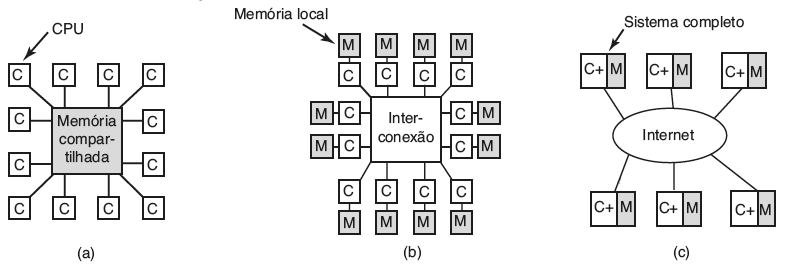 CPU
C C C C
C C
Memória
compar-
tilhada
C C
C C C C
(a)
Memória local
M M M M
C C C C
M C C M
Inter-
conexão
M C C M
C C C C
M M M M
(b)
Sistema completo
C+ M C+ M C+ M
Internet
C+ M C+ M C+ M
(c)